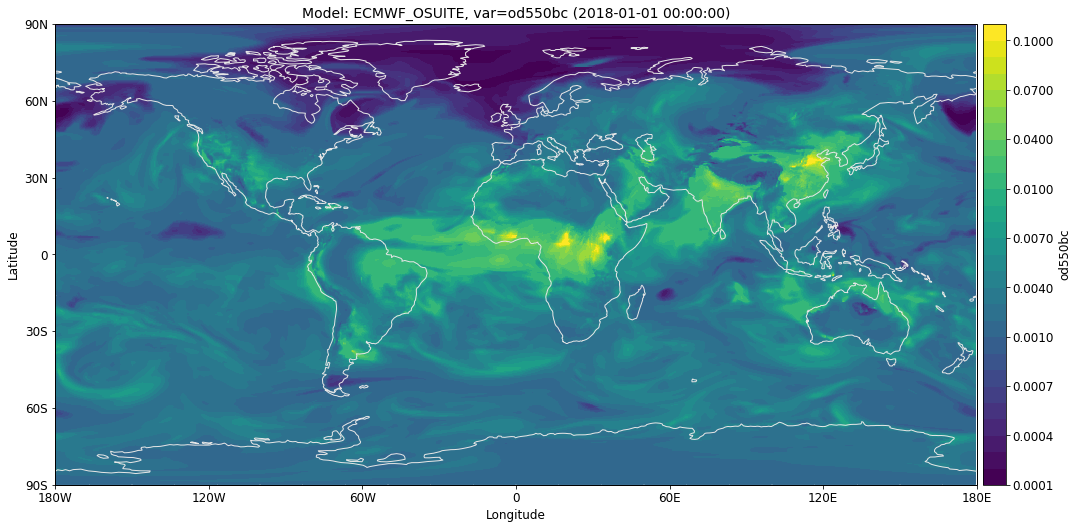 Model: ECMWF_OSUITE, var=od550bc (2018-01-01 00:00:00)
90N
60N
30N
0
30S
60S
90S
Latitude
180W
120W
60W
0
60E
120E
180E
Longitude
0.1000
0.0700
0.0400
0.0100
0.0070
0.0040
0.0010
0.0007
0.0004
0.0001
od550bc